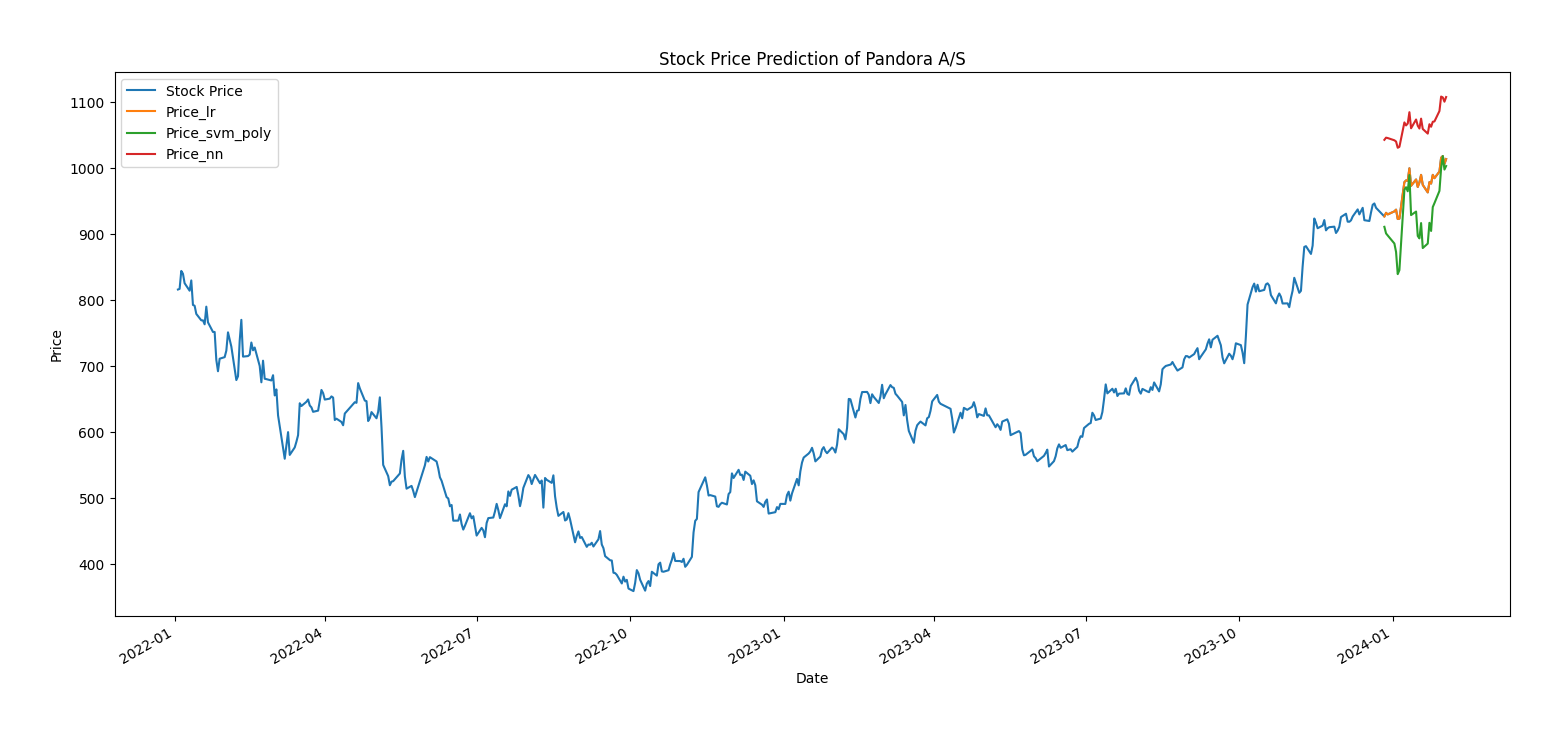 Stock Price Prediction of Pandora A/S
Stock Price
Price_lr
Price_svm_poly
Price_nn
1100
1000
900
800
700
600
500
400
Price
2022-01
2022-04
2022-07
2022-10
2023-01
2023-04
2023-07
2023-10
2024-01
Date